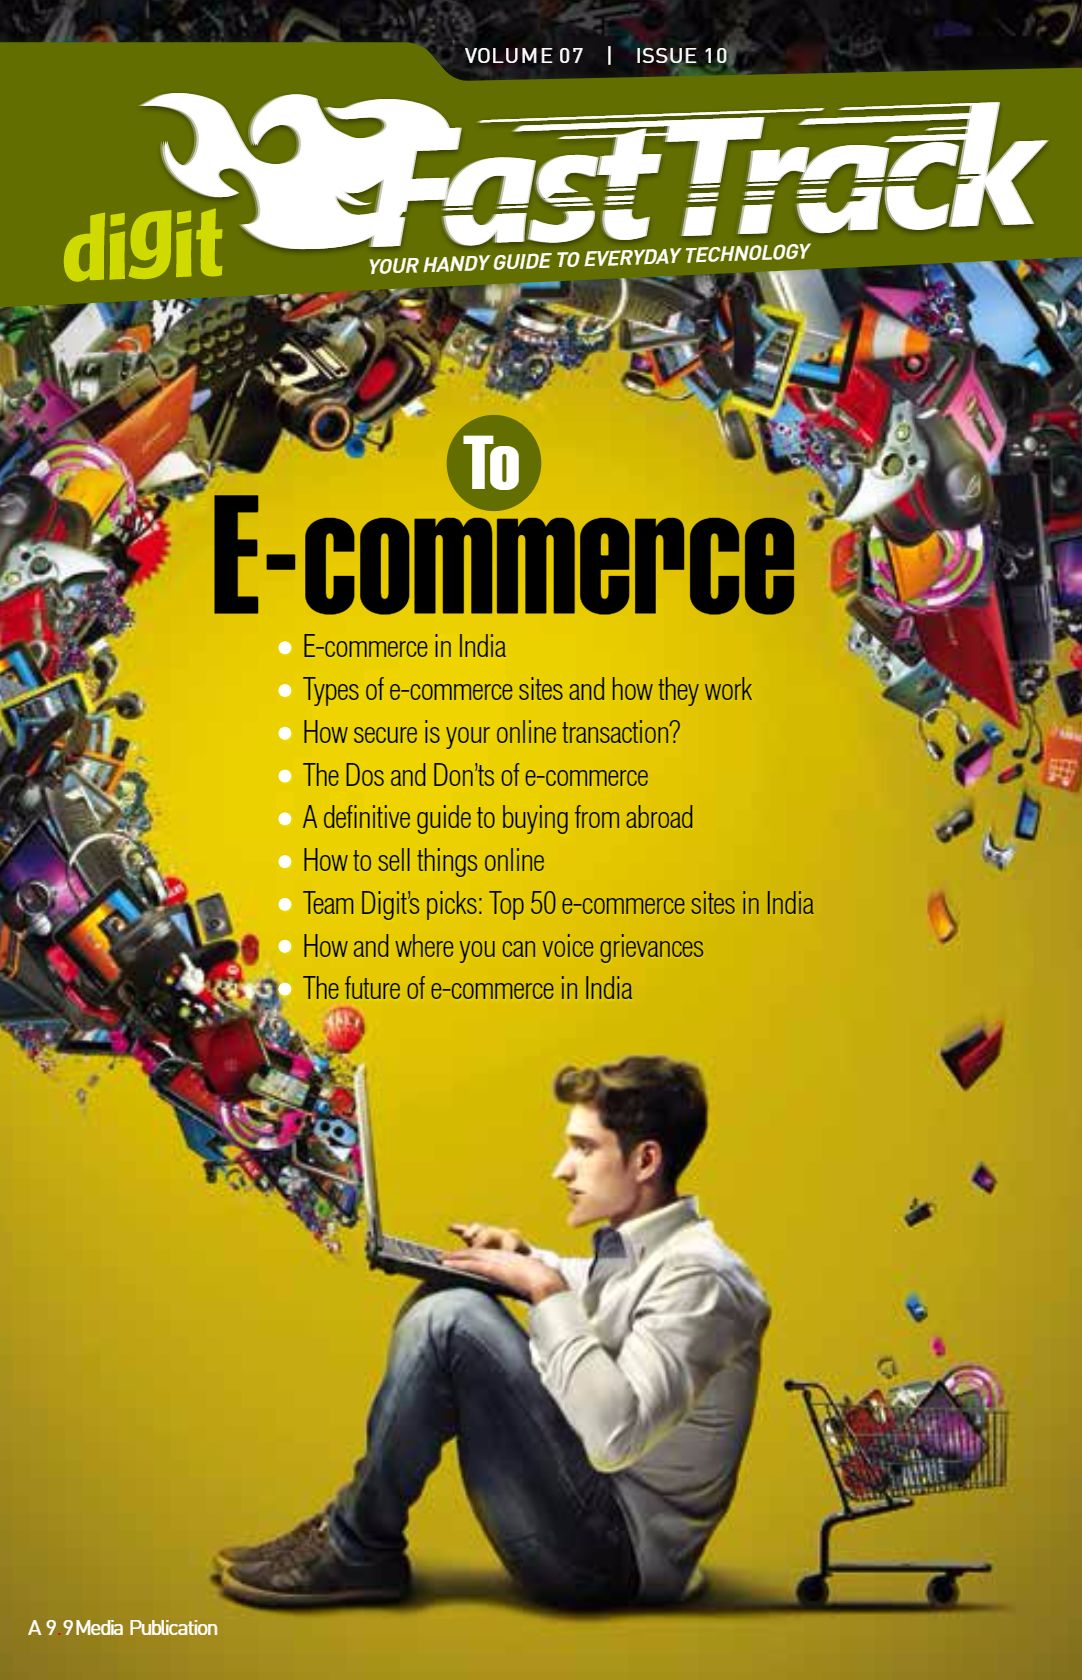 VOLUME 07 | ISSUE 10
digit
Fast Track
YOUR HANDY GUIDE TO EVERYDAY TECHNOLOGY
To
E-commerce
E-commerce in India
Types of e-commerce sites and how they work
How secure is your online transaction?
The Dos and Don'ts of e-commerce
A definitive guide to buying from abroad
How to sell things online
Team Digit's picks: Top 50 e-commerce sites in India
How and where you can voice grievances
The future of e-commerce in India
A 9.9 Media Publication